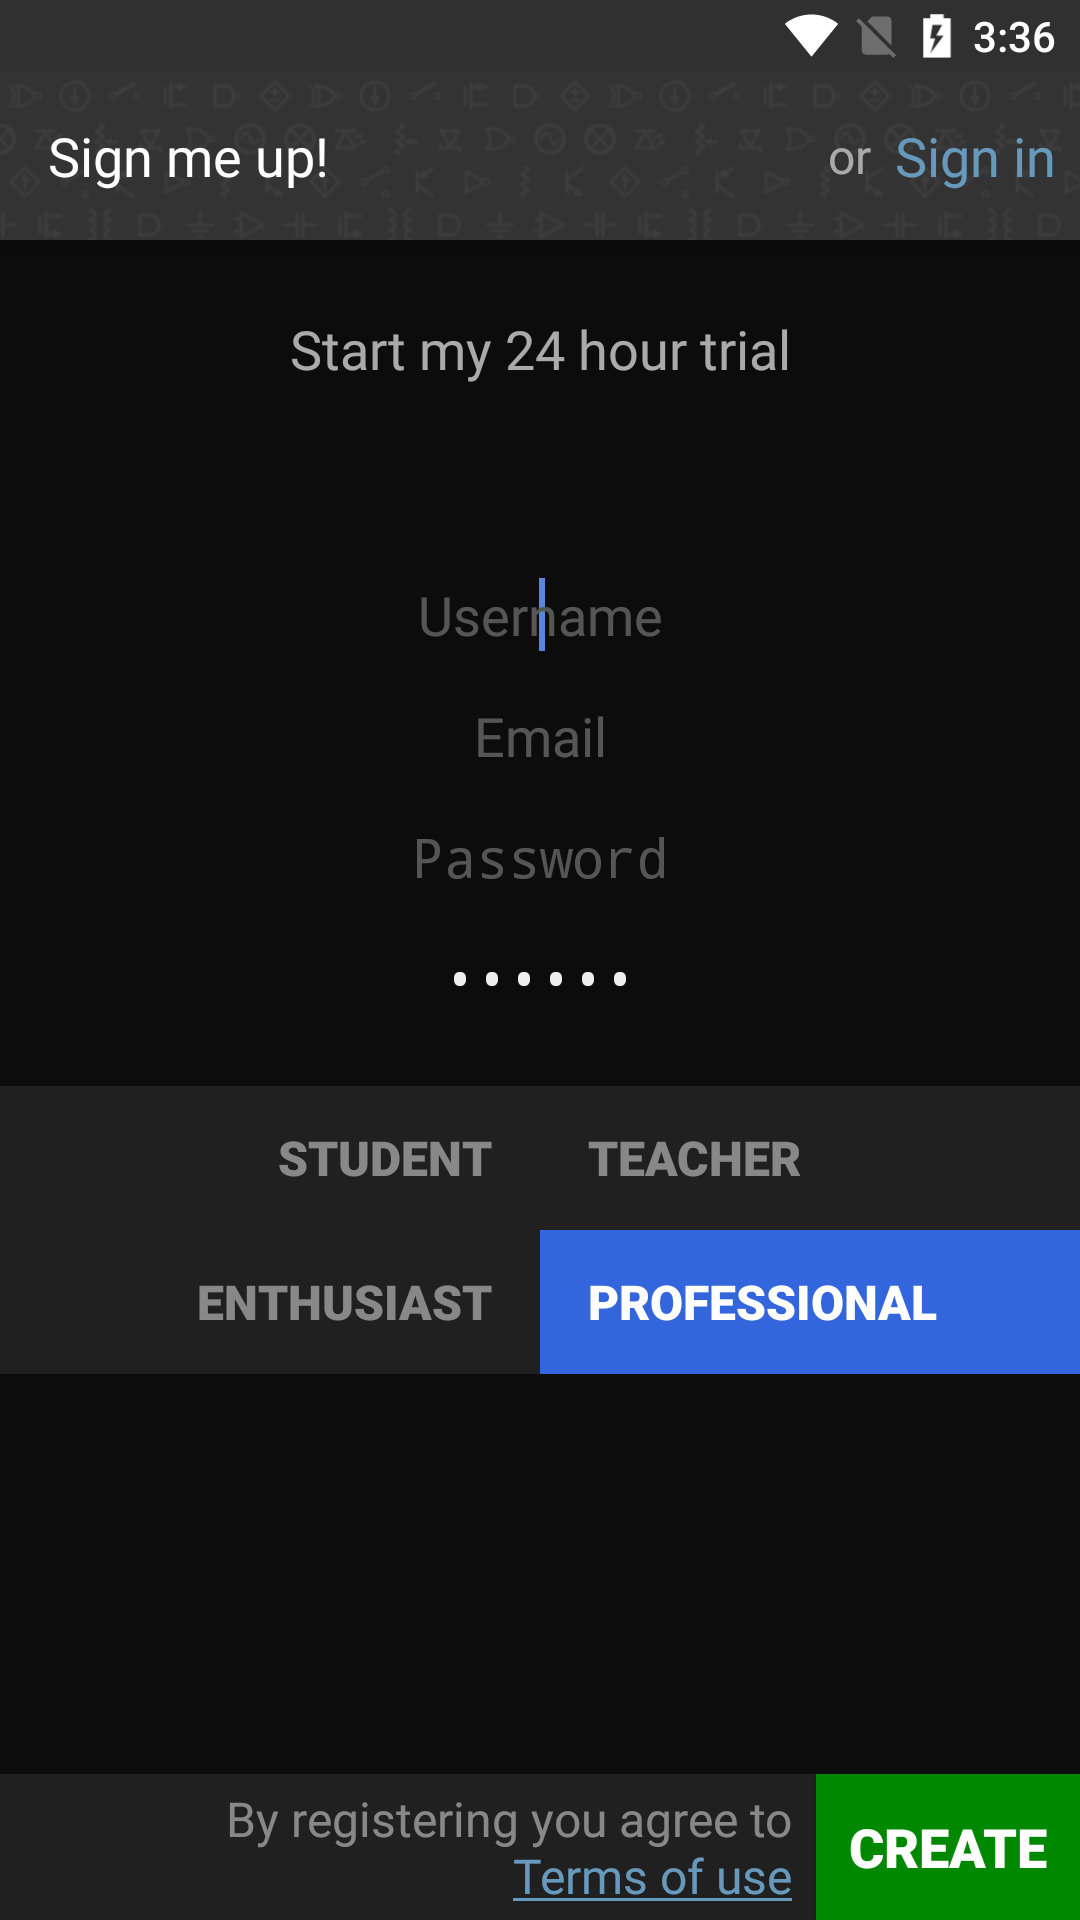 3:36
Sign me up! or Sign in
Start my 24 hour trial
Username
Email
Password
••••••
STUDENT TEACHER
ENTHUSIAST PROFESSIONAL
By registering you agree to
Terms of use
CREATE